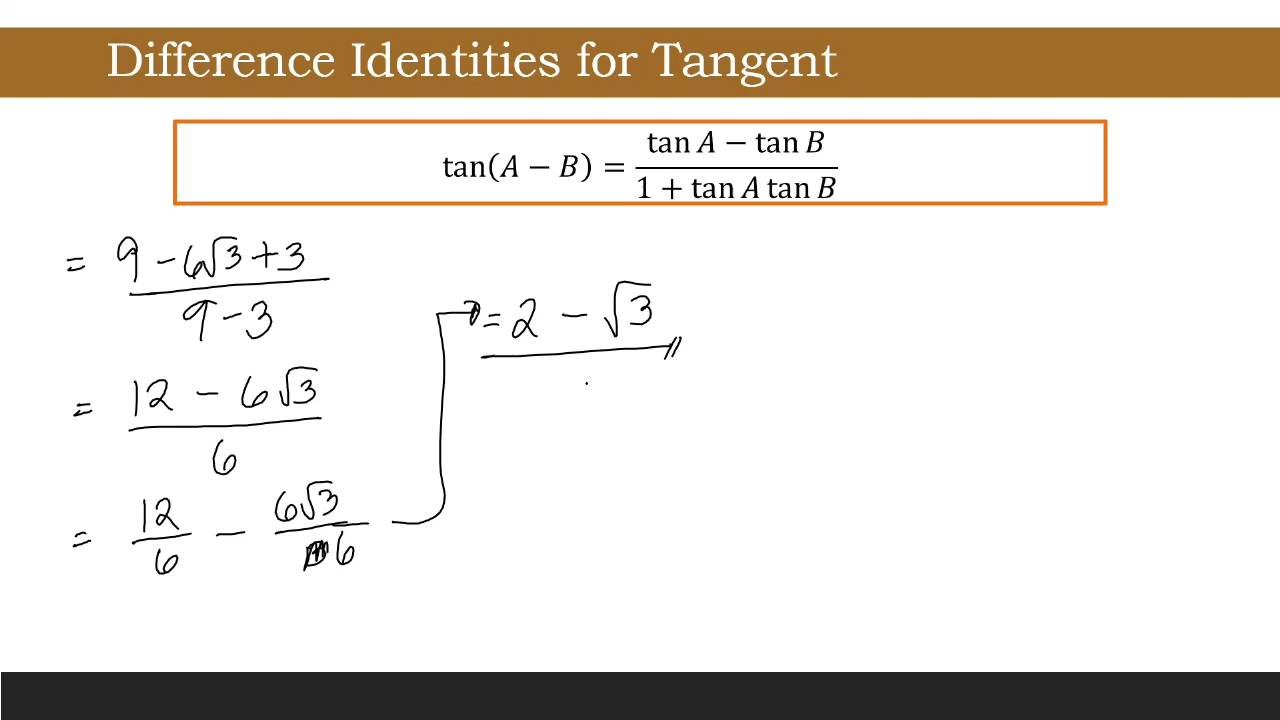 Difference Identities for Tangent
tan(A − B) = (tan A − tan B)/(1 + tan A tan B)
= (9 − 6√3 + 3)/(9 − 3)
= (12 − 6√3)/6
= 12/6 − 6√3/6
= 2 − √3